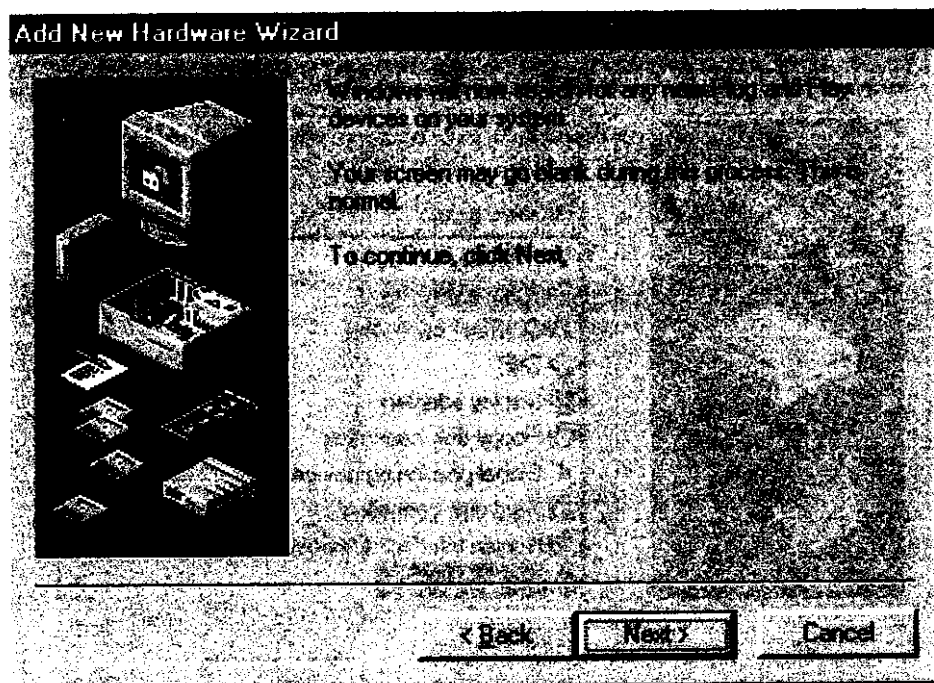 Add New Hardware Wizard
Windows will now search for any new Plug and Play
devices on your system.
Your screen may go blank during this process. This is
normal.
To continue, click Next.
< Back
Next >
Cancel